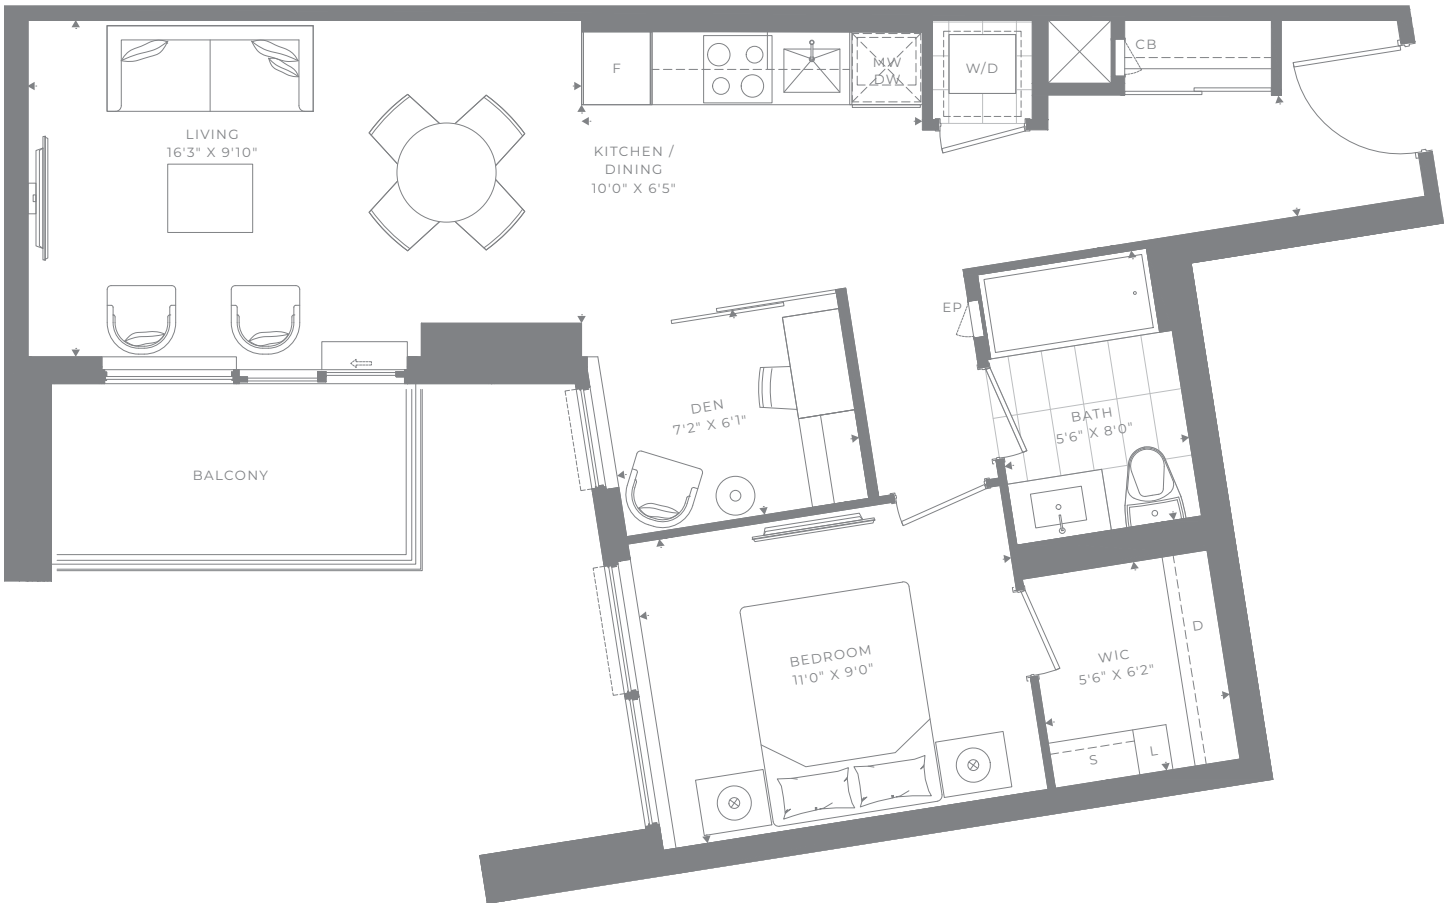 CB
F
MW
DW
W/D
LIVING
16'3" X 9'10"
KITCHEN /
DINING
10'0" X 6'5"
EP
DEN
7'2" X 6'1"
BATH
5'6" X 8'0"
BALCONY
BEDROOM
11'0" X 9'0"
WIC
5'6" X 6'2"
D
S
L